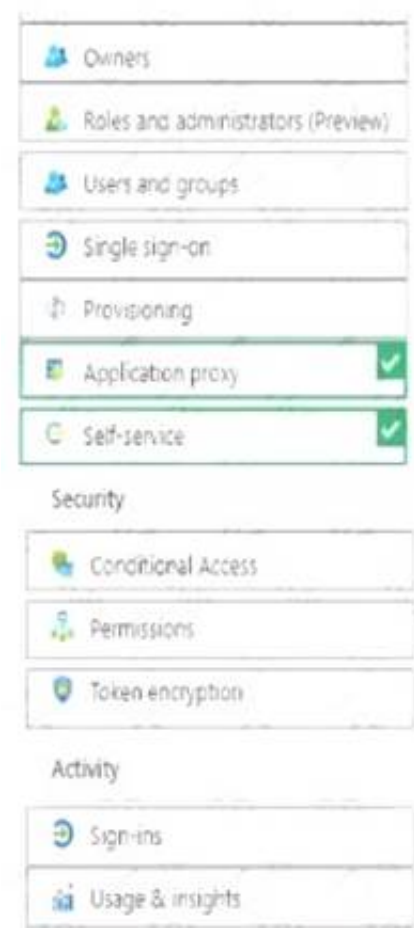 Owners
Roles and administrators (Preview)
Users and groups
Single sign-on
Provisioning
Application proxy
Self-service
Security
Conditional Access
Permissions
Token encryption
Activity
Sign-ins
Usage & insights